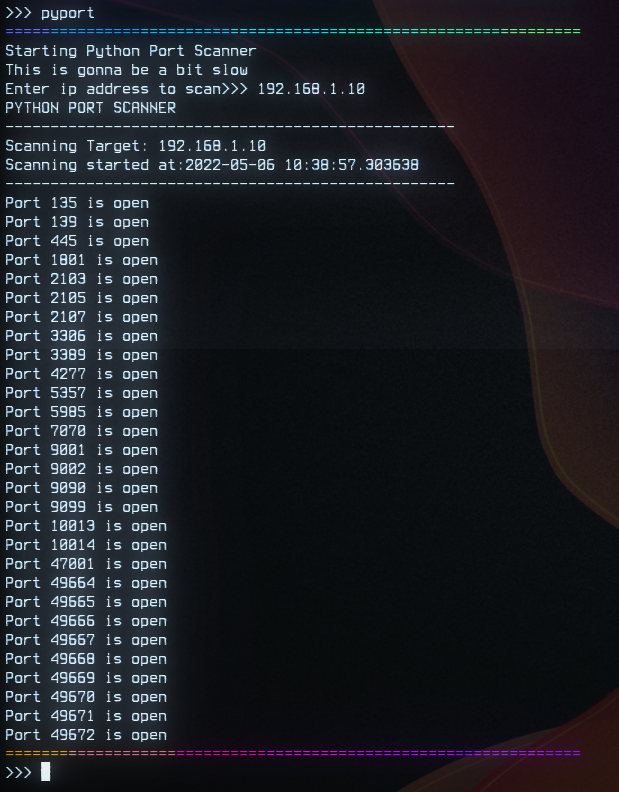 >>> pyport
================================================================
Starting Python Port Scanner
This is gonna be a bit slow
Enter ip address to scan>>> 192.168.1.10
PYTHON PORT SCANNER
--------------------------------------------------
Scanning Target: 192.168.1.10
Scanning started at:2022-05-06 10:38:57.303638
--------------------------------------------------
Port 135 is open
Port 139 is open
Port 445 is open
Port 1801 is open
Port 2103 is open
Port 2105 is open
Port 2107 is open
Port 3306 is open
Port 3389 is open
Port 4277 is open
Port 5357 is open
Port 5985 is open
Port 7070 is open
Port 9001 is open
Port 9002 is open
Port 9090 is open
Port 9099 is open
Port 10013 is open
Port 10014 is open
Port 47001 is open
Port 49664 is open
Port 49665 is open
Port 49666 is open
Port 49667 is open
Port 49668 is open
Port 49669 is open
Port 49670 is open
Port 49671 is open
Port 49672 is open
================================================================
>>>